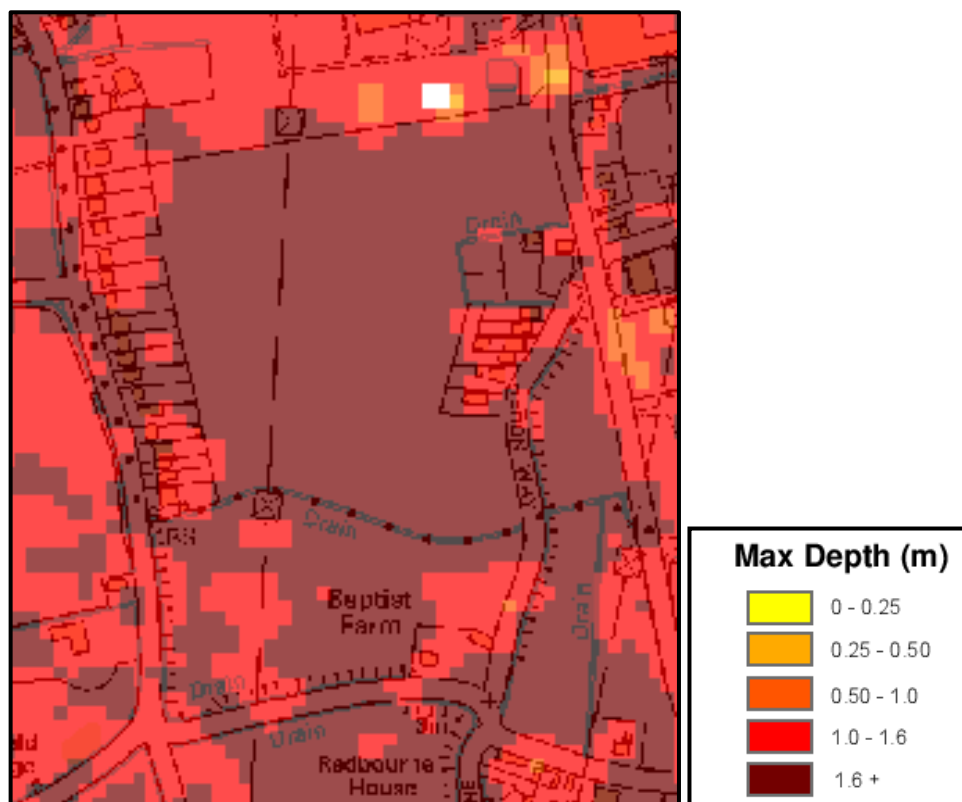 Drain
Drain
Baptist
Farm
Drain
Drain
Drain
Redbourne
House
Max Depth (m)
0 - 0.25
0.25 - 0.50
0.50 - 1.0
1.0 - 1.6
1.6 +